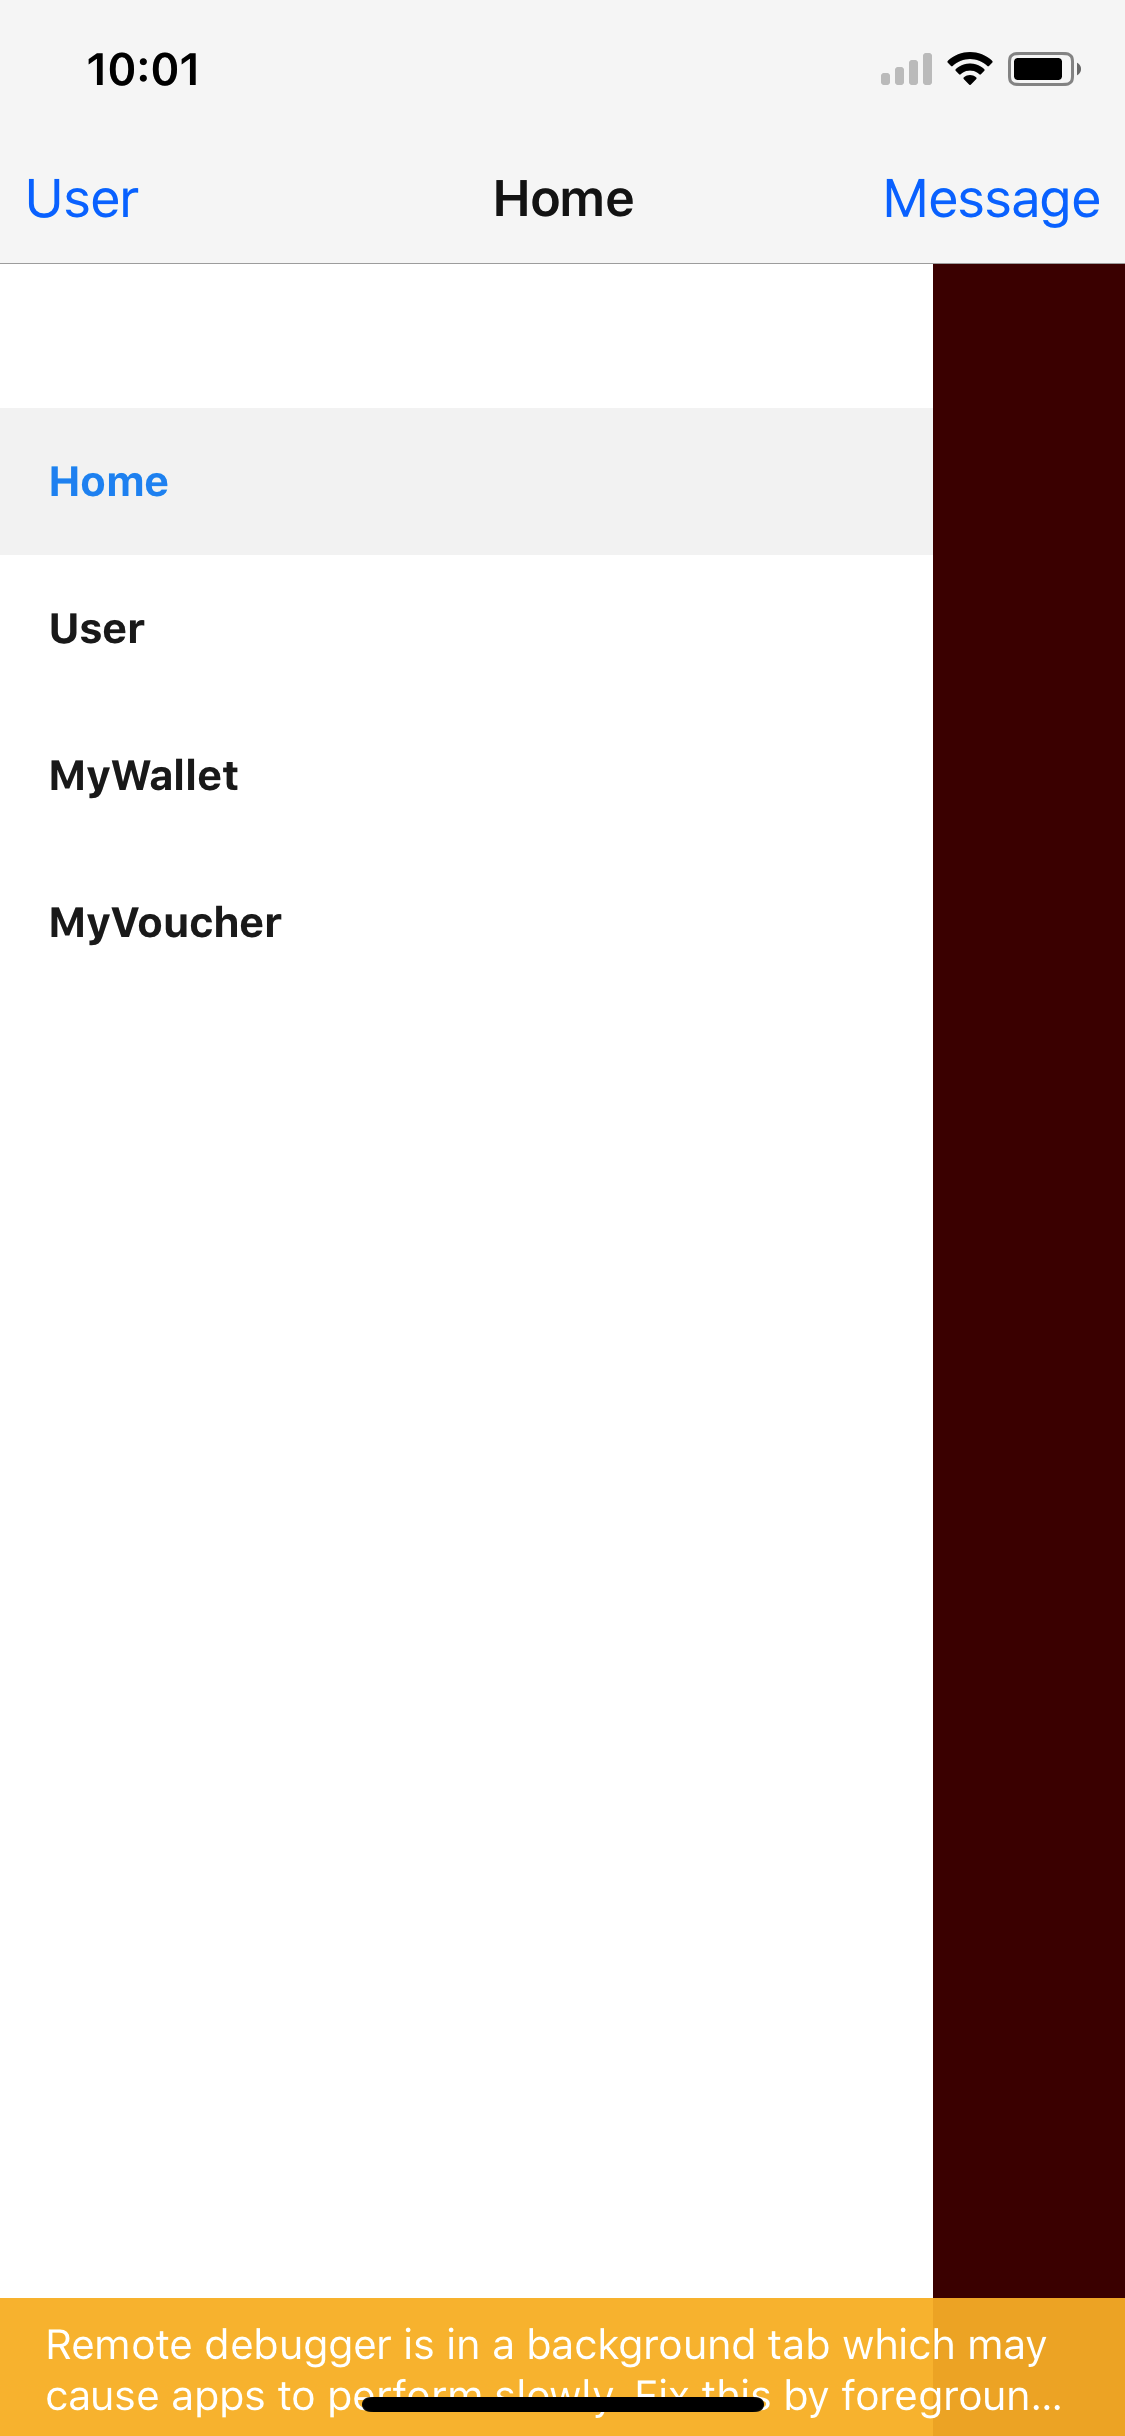 10:01
User
Home
Message
Home
User
MyWallet
MyVoucher
Remote debugger is in a background tab which may
cause apps to perform slowly. Fix this by foregroun...